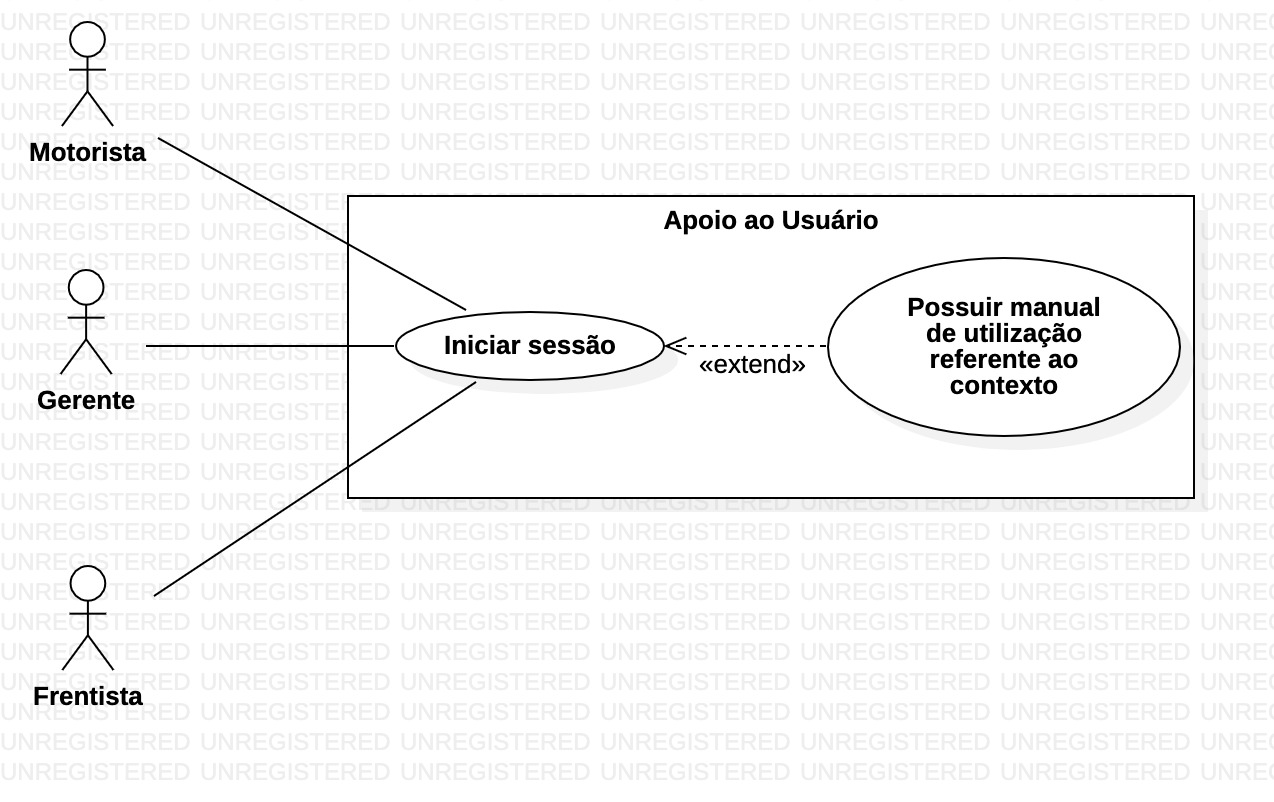 UNREGISTERED UNREGISTERED UNREGISTERED UNREGISTERED UNREGISTERED UNREGISTERED
Motorista
Apoio ao Usuário
Iniciar sessão
«extend»
Possuir manual
de utilização
referente ao
contexto
Gerente
Frentista